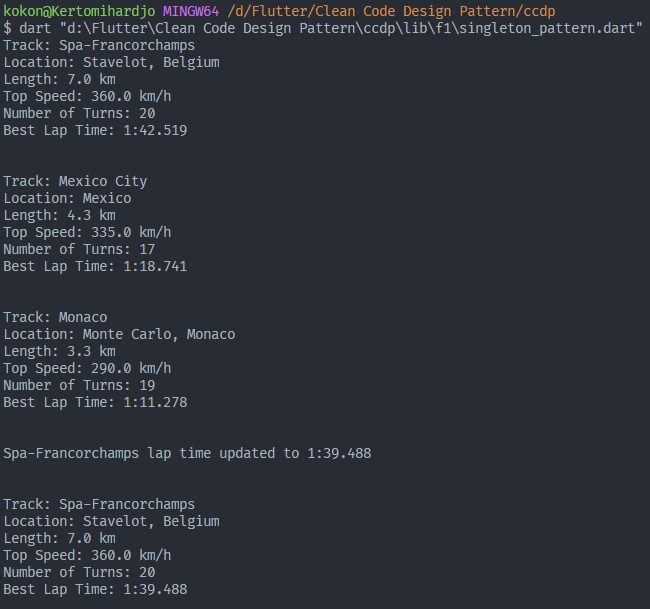 kokon@Kertomihardjo MINGW64 /d/Flutter/Clean Code Design Pattern/ccdp
$ dart "d:\Flutter\Clean Code Design Pattern\ccdp\lib\f1\singleton_pattern.dart"
Track: Spa-Francorchamps
Location: Stavelot, Belgium
Length: 7.0 km
Top Speed: 360.0 km/h
Number of Turns: 20
Best Lap Time: 1:42.519
Track: Mexico City
Location: Mexico
Length: 4.3 km
Top Speed: 335.0 km/h
Number of Turns: 17
Best Lap Time: 1:18.741
Track: Monaco
Location: Monte Carlo, Monaco
Length: 3.3 km
Top Speed: 290.0 km/h
Number of Turns: 19
Best Lap Time: 1:11.278
Spa-Francorchamps lap time updated to 1:39.488
Track: Spa-Francorchamps
Location: Stavelot, Belgium
Length: 7.0 km
Top Speed: 360.0 km/h
Number of Turns: 20
Best Lap Time: 1:39.488